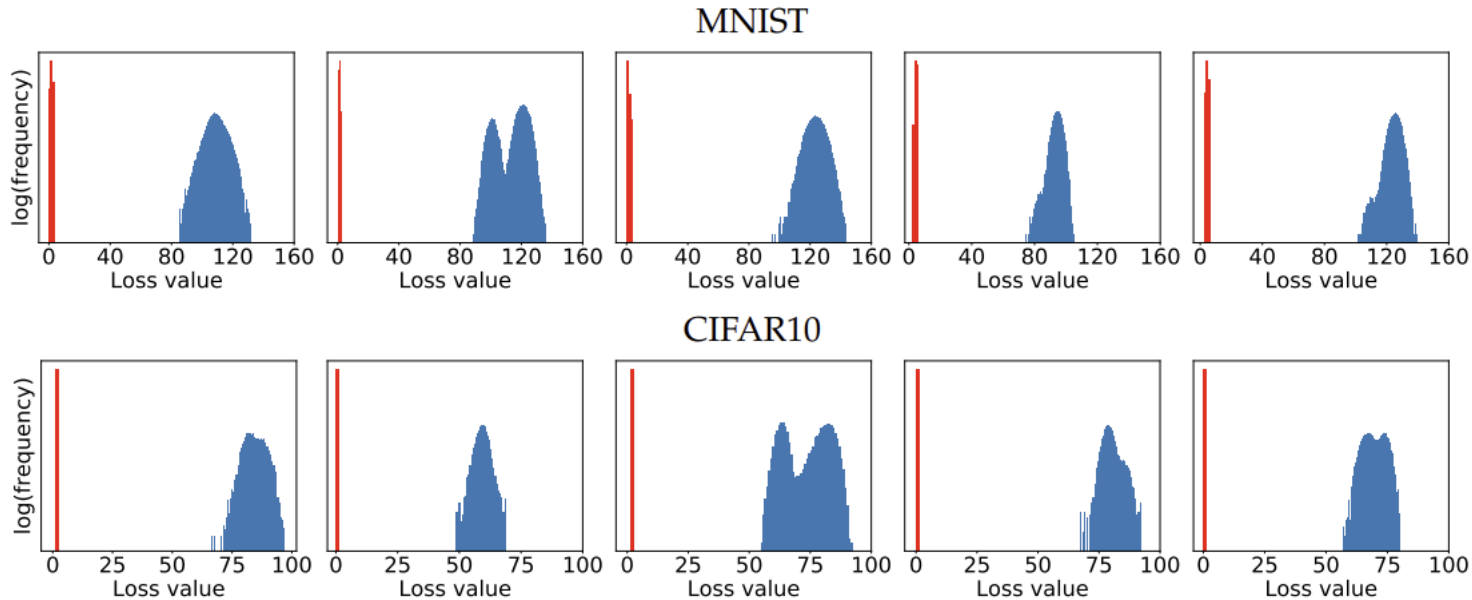 MNIST
log(frequency)
0 40 80 120 160 0 40 80 120 160 0 40 80 120 160 0 40 80 120 160 0 40 80 120 160
Loss value Loss value Loss value Loss value Loss value
CIFAR10
log(frequency)
0 25 50 75 100 0 25 50 75 100 0 25 50 75 100 0 25 50 75 100 0 25 50 75 100
Loss value Loss value Loss value Loss value Loss value